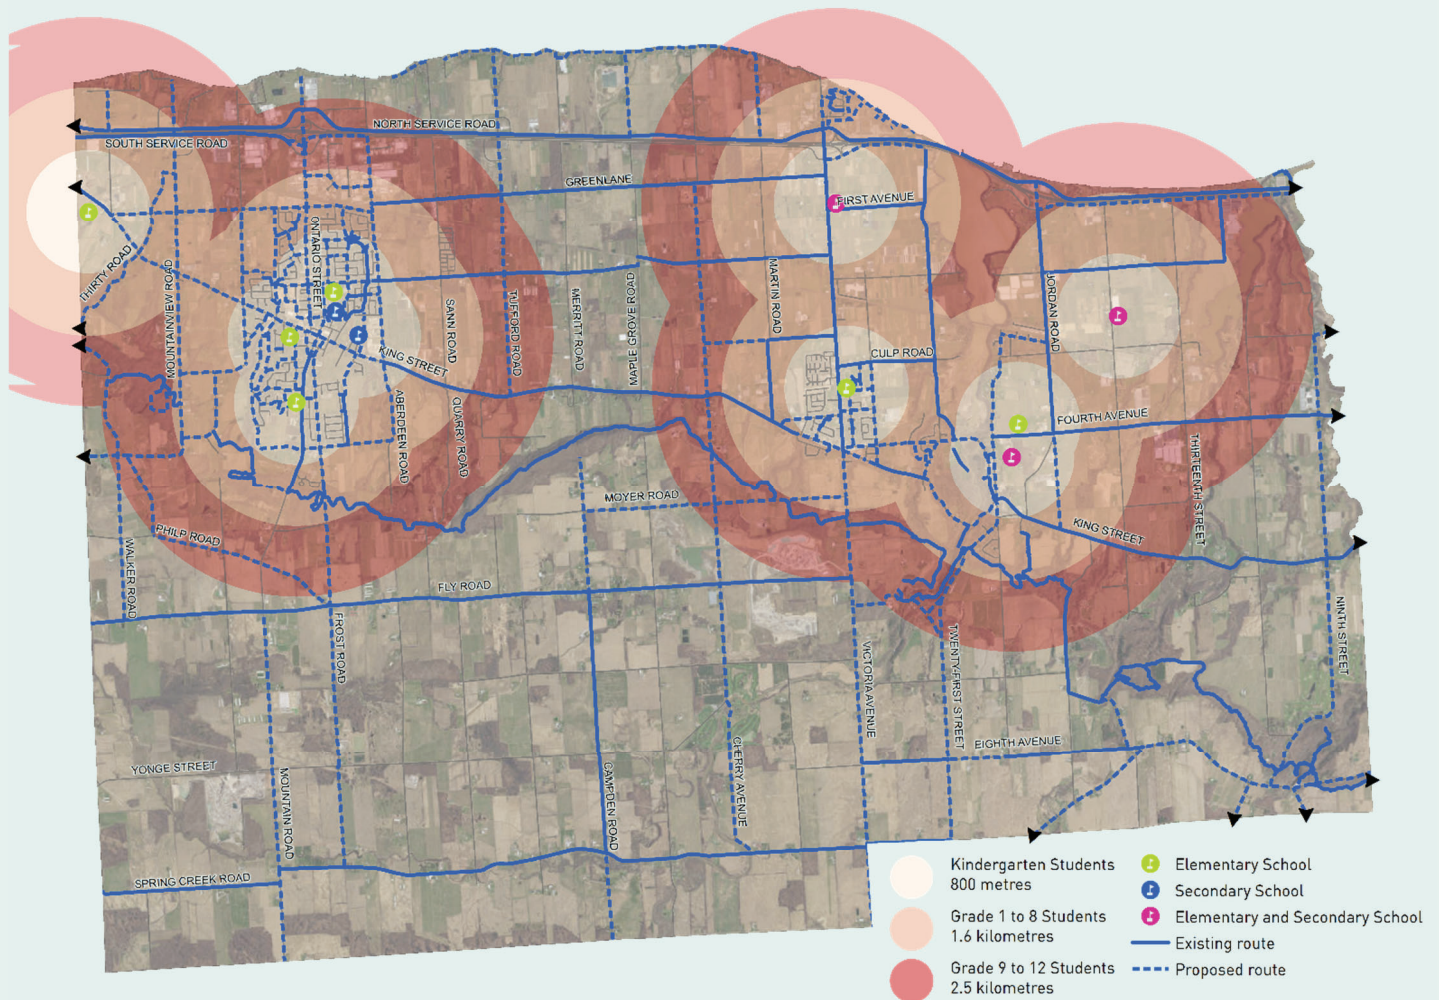 NORTH SERVICE ROAD
SOUTH SERVICE ROAD
GREENLANE
FIRST AVENUE
THIRTY ROAD
MOUNTAINVIEW ROAD
ONTARIO STREET
SANN ROAD
TUFFORD ROAD
MERRITT ROAD
MAPLE GROVE ROAD
MARTIN ROAD
JORDAN ROAD
KING STREET
CULP ROAD
ABERDEEN ROAD
QUARRY ROAD
FOURTH AVENUE
THIRTEENTH STREET
MOYER ROAD
KING STREET
PHILP ROAD
WALKER ROAD
FLY ROAD
FROST ROAD
VICTORIA AVENUE
TWENTY-FIRST STREET
NINTH STREET
EIGHTH AVENUE
YONGE STREET
MOUNTAIN ROAD
CAMPDEN ROAD
CHERRY AVENUE
SPRING CREEK ROAD
Kindergarten Students
800 metres
Grade 1 to 8 Students
1.6 kilometres
Grade 9 to 12 Students
2.5 kilometres
Elementary School
Secondary School
Elementary and Secondary School
Existing route
Proposed route